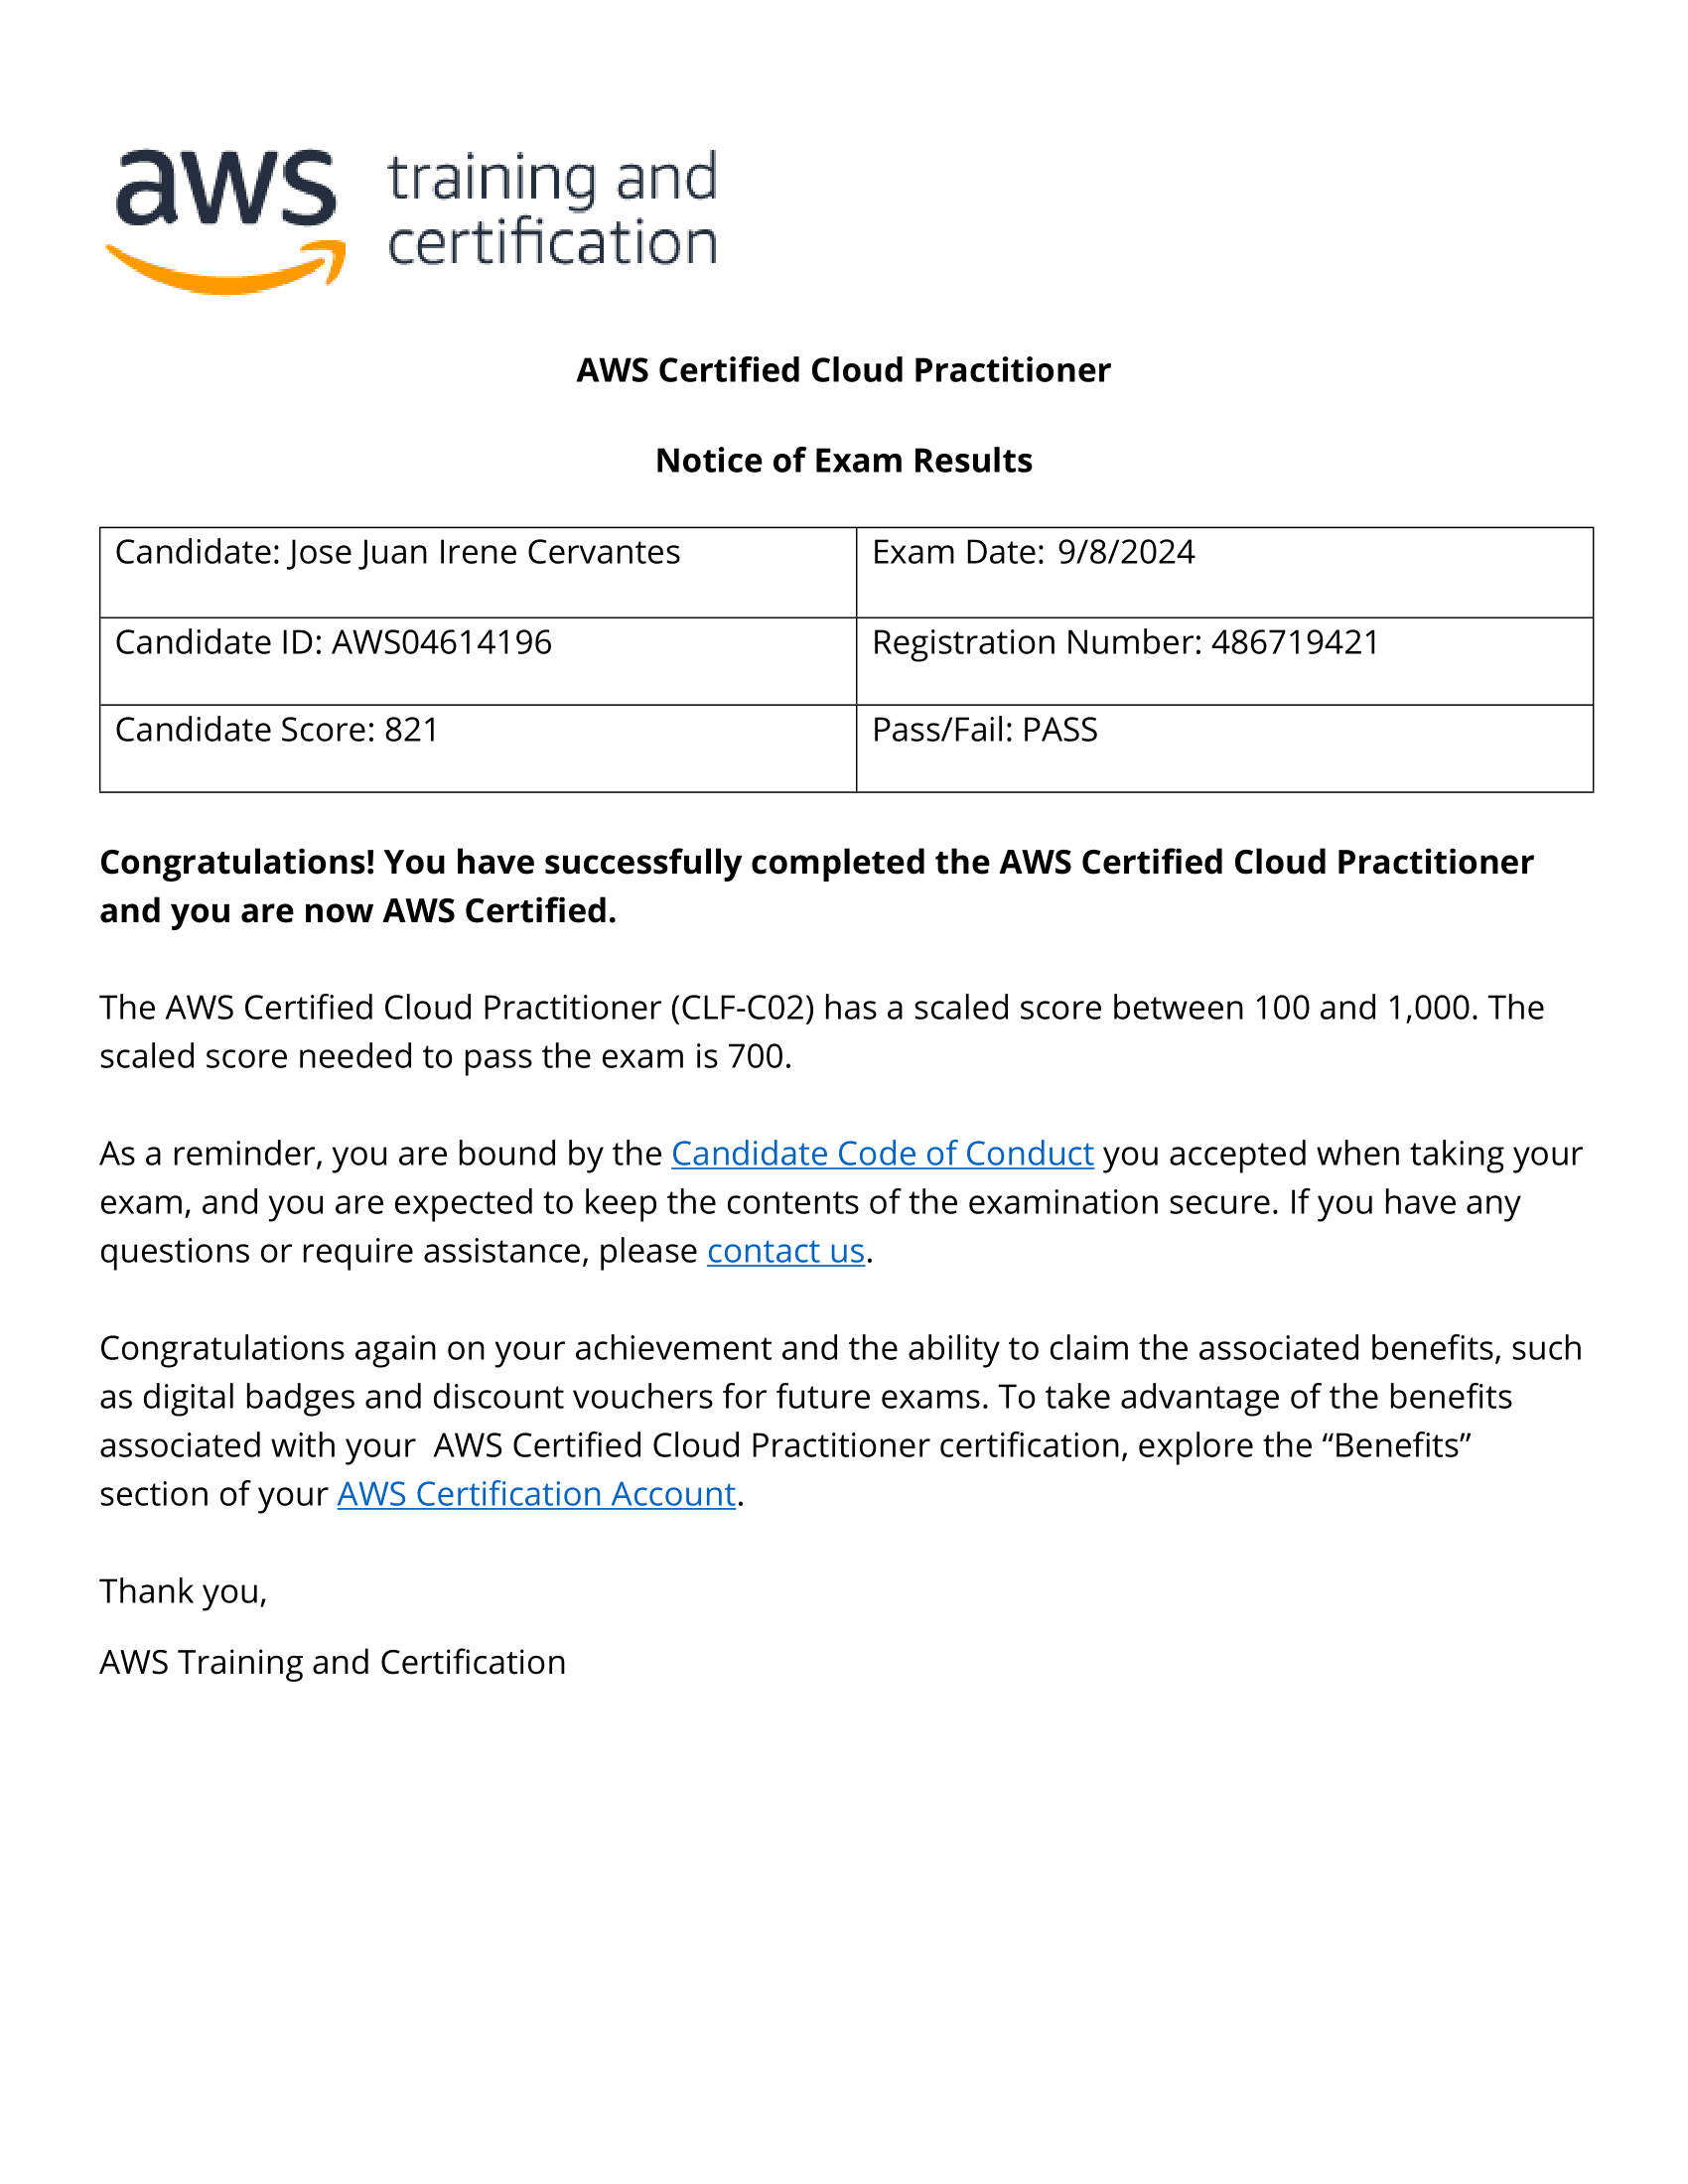 aws training and
certification
AWS Certified Cloud Practitioner
Notice of Exam Results
Candidate: Jose Juan Irene Cervantes
Exam Date: 9/8/2024
Candidate ID: AWS04614196
Registration Number: 486719421
Candidate Score: 821
Pass/Fail: PASS
Congratulations! You have successfully completed the AWS Certified Cloud Practitioner
and you are now AWS Certified.
The AWS Certified Cloud Practitioner (CLF-C02) has a scaled score between 100 and 1,000. The
scaled score needed to pass the exam is 700.
As a reminder, you are bound by the Candidate Code of Conduct you accepted when taking your
exam, and you are expected to keep the contents of the examination secure. If you have any
questions or require assistance, please contact us.
Congratulations again on your achievement and the ability to claim the associated benefits, such
as digital badges and discount vouchers for future exams. To take advantage of the benefits
associated with your  AWS Certified Cloud Practitioner certification, explore the “Benefits”
section of your AWS Certification Account.
Thank you,
AWS Training and Certification